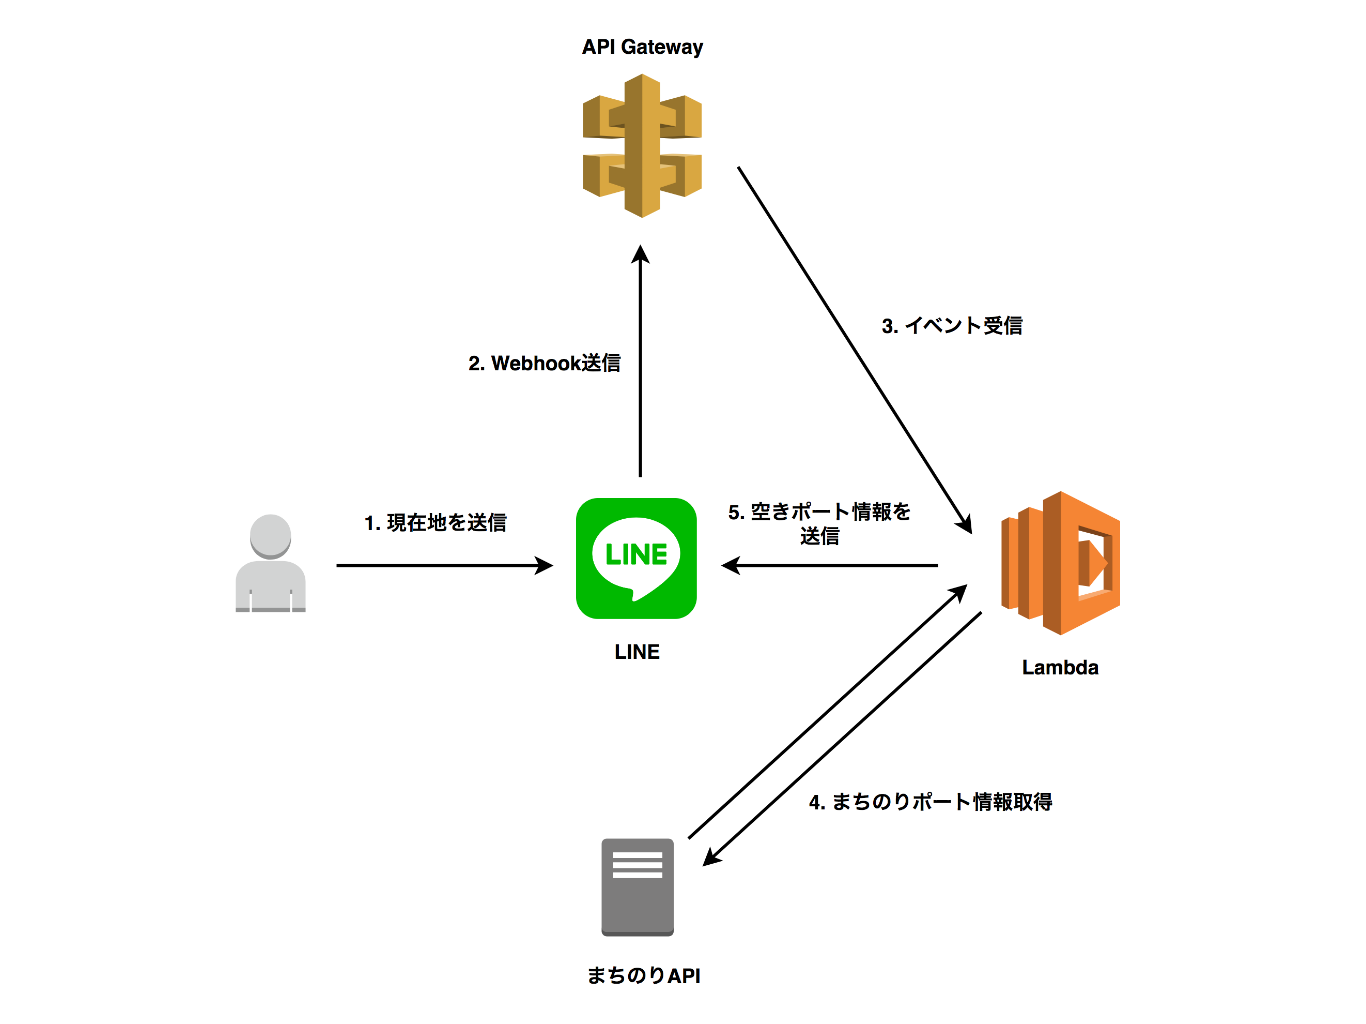 API Gateway
3. イベント受信
2. Webhook送信
1. 現在地を送信
5. 空きポート情報を
送信
LINE
LINE
Lambda
4. まちのりポート情報取得
まちのりAPI